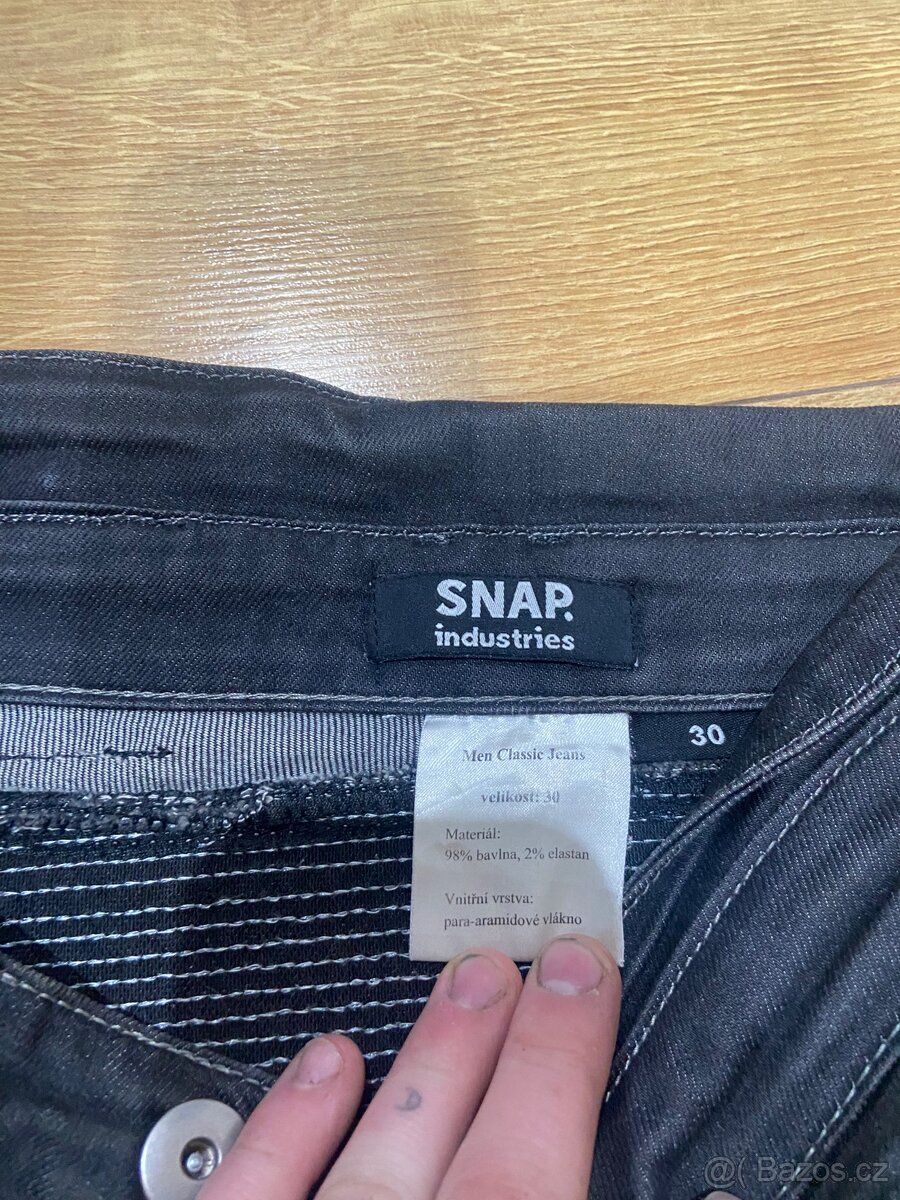 SNAP.
industries
30
Men Classic Jeans
velikost: 30
Materiál:
98% bavlna, 2% elastan
Vnitřní vrstva:
para-aramidové vlákno
@( Bazos.cz